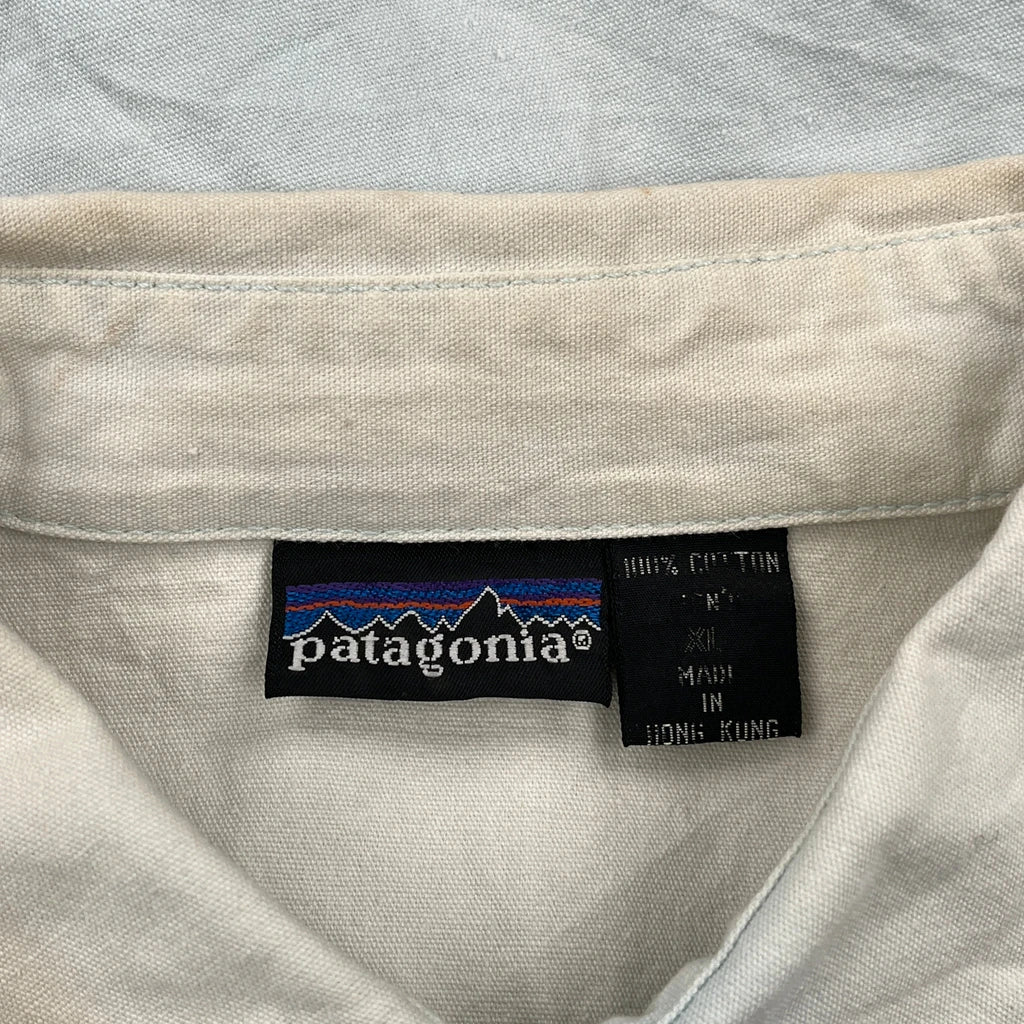 patagonia®
100% COTTON
XL
MADE
IN
HONG KONG